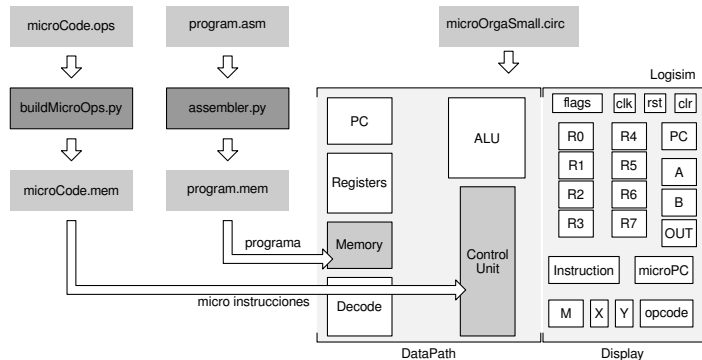 microCode.ops
program.asm
microOrgaSmall.circ
Logisim
buildMicroOps.py
assembler.py
PC
ALU
flags
clk
rst
clr
R0
R4
PC
R1
R5
A
R2
R6
B
R3
R7
OUT
microCode.mem
program.mem
Registers
programa
Memory
Control
Unit
Instruction
microPC
micro instrucciones
Decode
M
X
Y
opcode
DataPath
Display